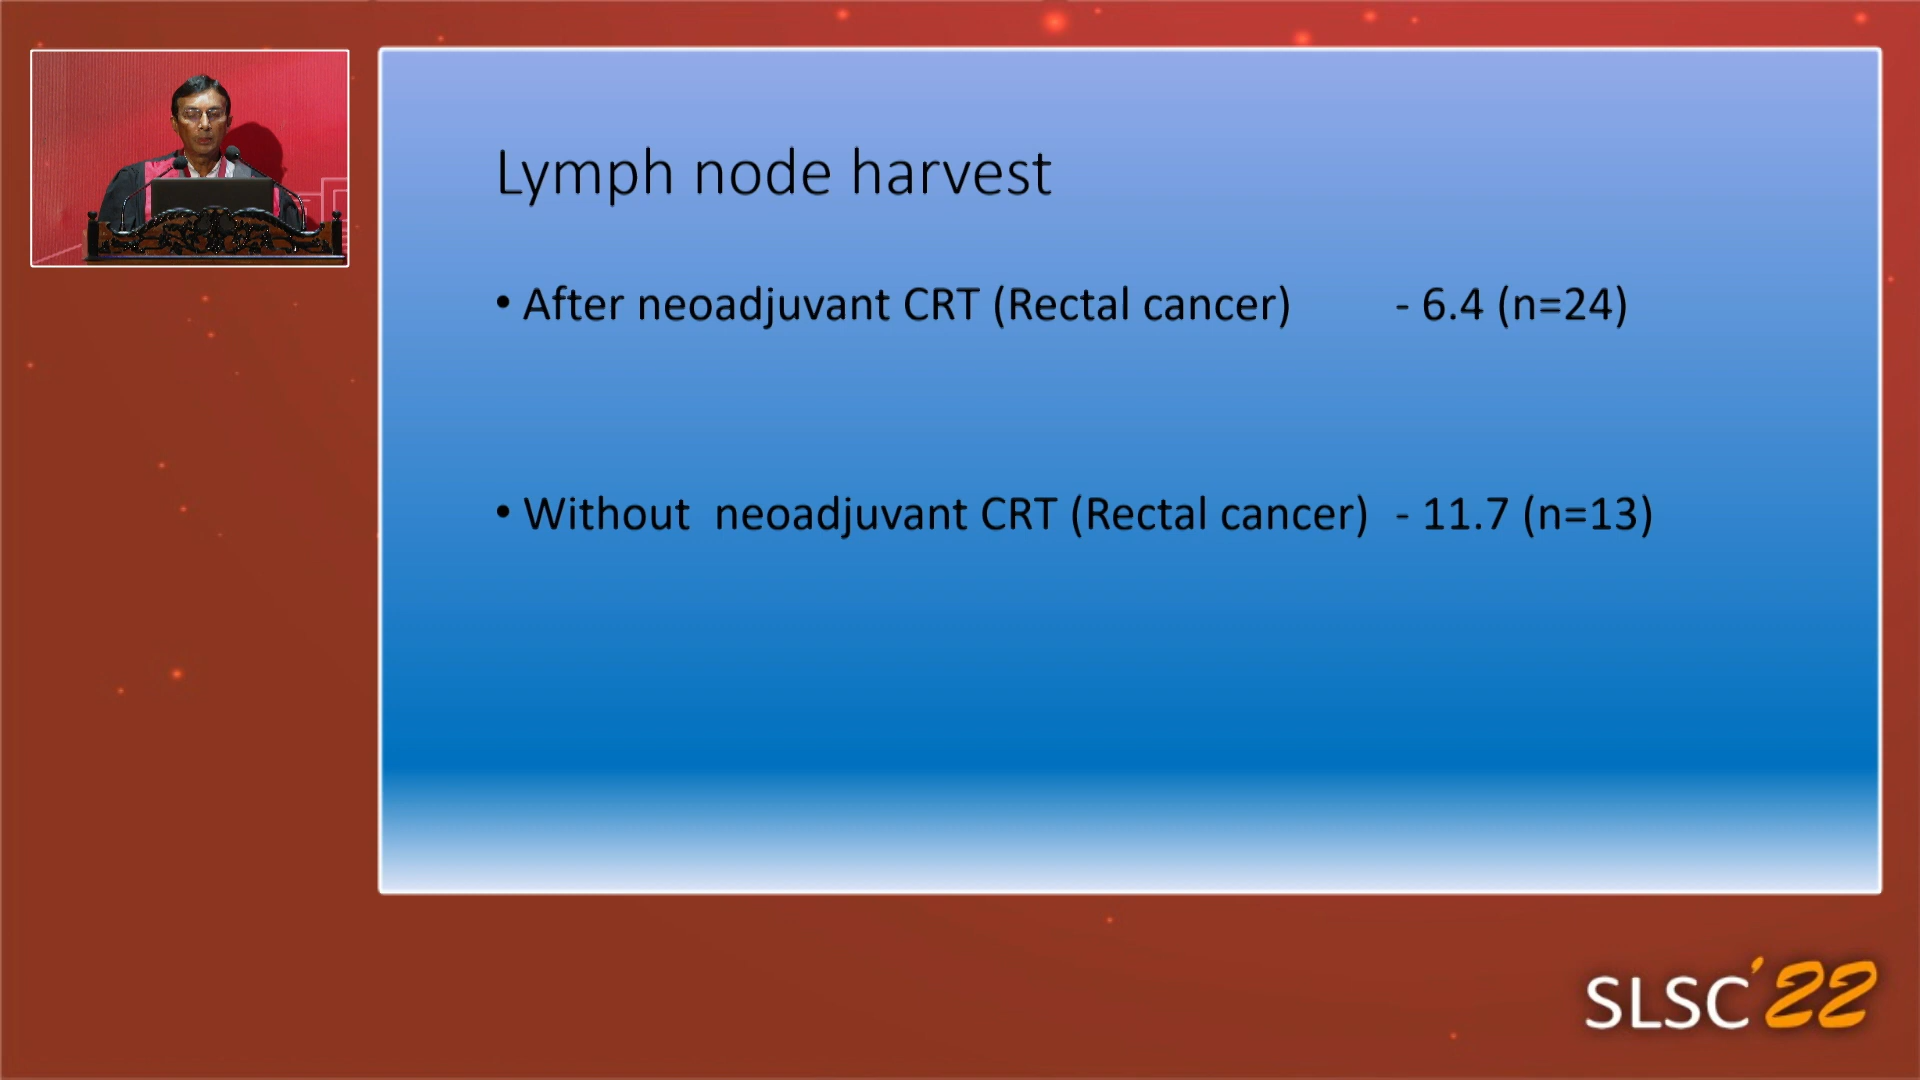 Lymph node harvest
• After neoadjuvant CRT (Rectal cancer) - 6.4 (n=24)
• Without neoadjuvant CRT (Rectal cancer) - 11.7 (n=13)
SLSC'22